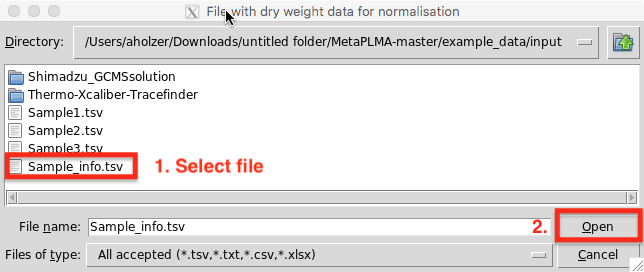 File with dry weight data for normalisation
Directory: /Users/aholzer/Downloads/untitled folder/MetaPLMA-master/example_data/input
Shimadzu_GCMSsolution
Thermo-Xcaliber-Tracefinder
Sample1.tsv
Sample2.tsv
Sample3.tsv
Sample_info.tsv 1. Select file
File name: Sample_info.tsv 2. Open
Files of type: All accepted (*.tsv,*.txt,*.csv,*.xlsx) Cancel